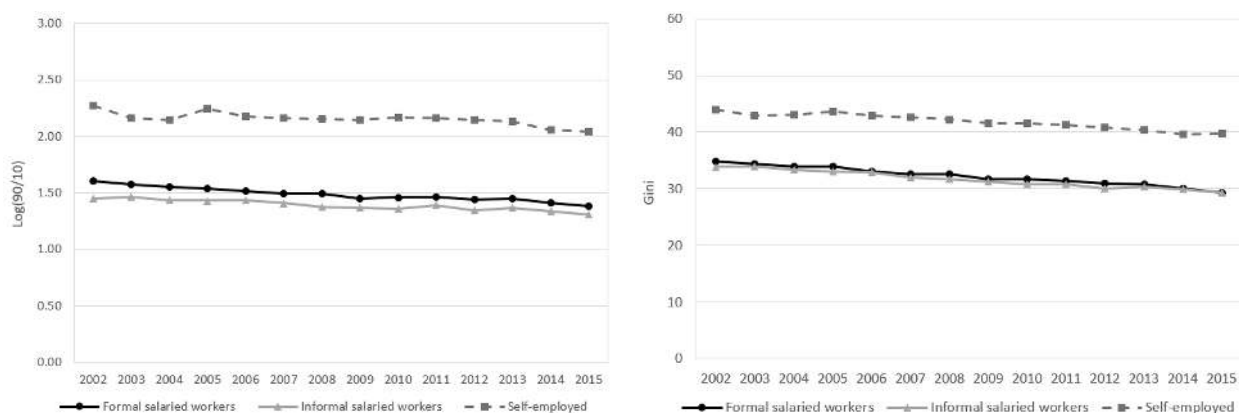 3.00
2.50
2.00
1.50
1.00
0.50
0.00
Log(90/10)
2002 2003 2004 2005 2006 2007 2008 2009 2010 2011 2012 2013 2014 2015
Formal salaried workers Informal salaried workers Self-employed
60
50
40
30
20
10
0
Gini
2002 2003 2004 2005 2006 2007 2008 2009 2010 2011 2012 2013 2014 2015
Formal salaried workers Informal salaried workers Self-employed